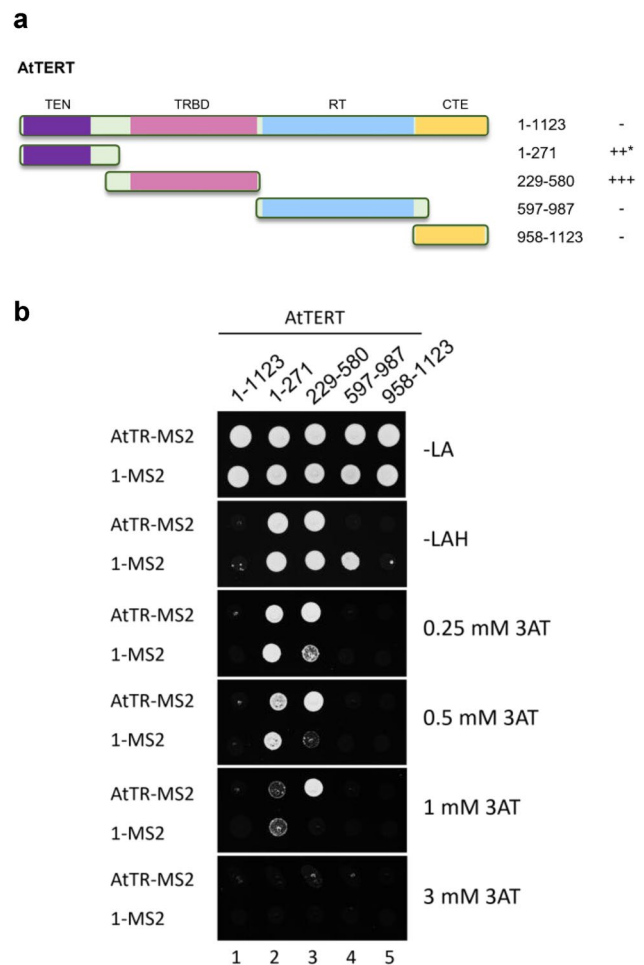 a
AtTERT
TEN TRBD RT CTE
1-1123 -
1-271 ++*
229-580 +++
597-987 -
958-1123 -
b
AtTERT
1-1123 1-271 229-580 597-987 958-1123
AtTR-MS2
1-MS2
-LA
AtTR-MS2
1-MS2
-LAH
AtTR-MS2
1-MS2
0.25 mM 3AT
AtTR-MS2
1-MS2
0.5 mM 3AT
AtTR-MS2
1-MS2
1 mM 3AT
AtTR-MS2
1-MS2
3 mM 3AT
1 2 3 4 5